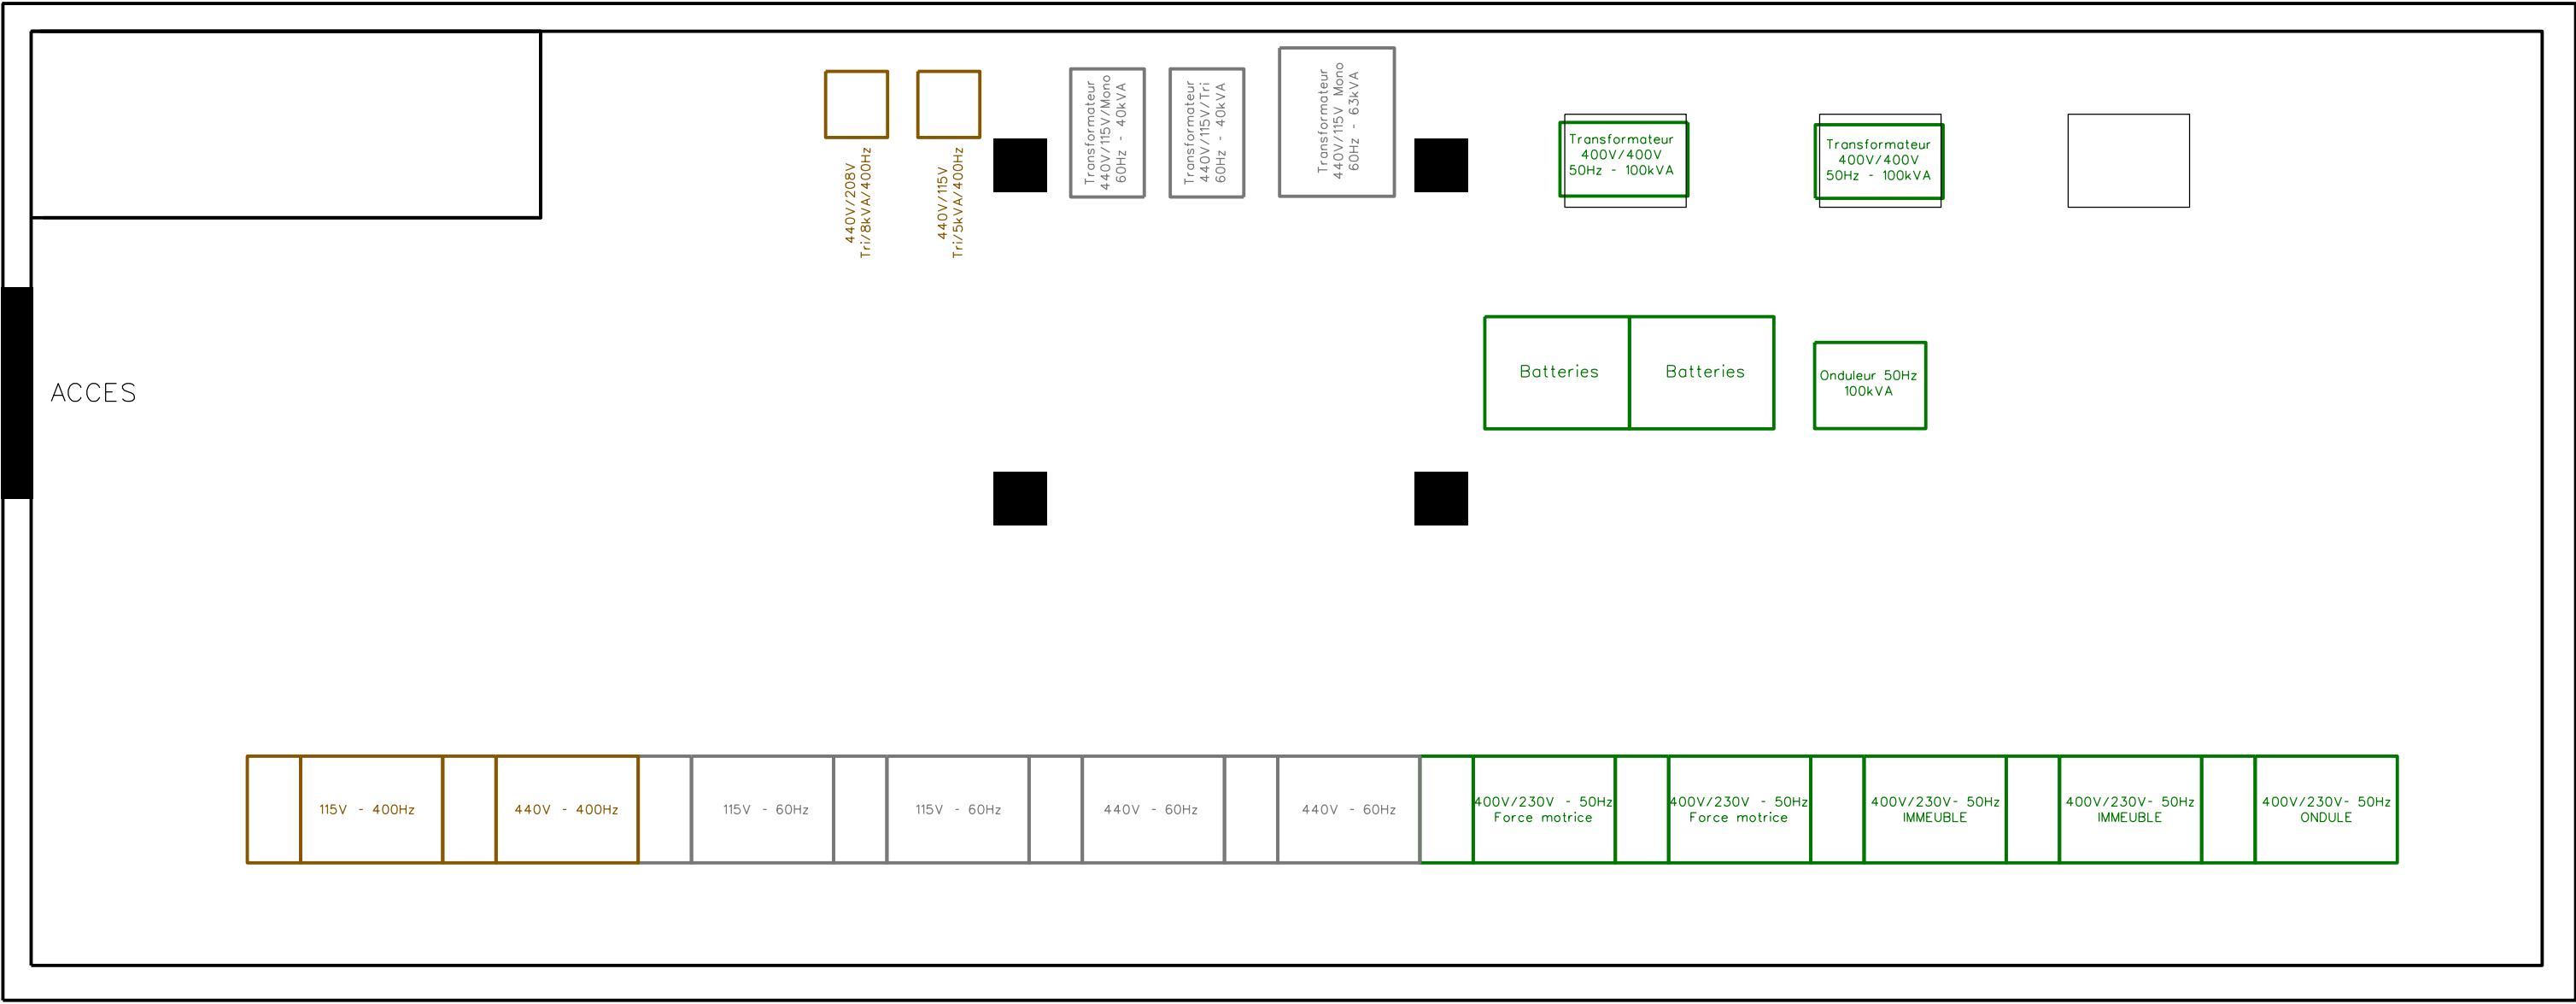 440V/208V
Tri/8kVA/400Hz
440V/115V
Tri/5kVA/400Hz
Transformateur
440V/115V/Mono
60Hz - 40kVA
Transformateur
440V/115V/Tri
60Hz - 40kVA
Transformateur
440V/115V Mono
60Hz - 63kVA
Transformateur
400V/400V
50Hz - 100kVA
Transformateur
400V/400V
50Hz - 100kVA
Batteries
Batteries
Onduleur 50Hz
100kVA
ACCES
115V - 400Hz
440V - 400Hz
115V - 60Hz
115V - 60Hz
440V - 60Hz
440V - 60Hz
400V/230V - 50Hz
Force motrice
400V/230V - 50Hz
Force motrice
400V/230V- 50Hz
IMMEUBLE
400V/230V- 50Hz
IMMEUBLE
400V/230V- 50Hz
ONDULE